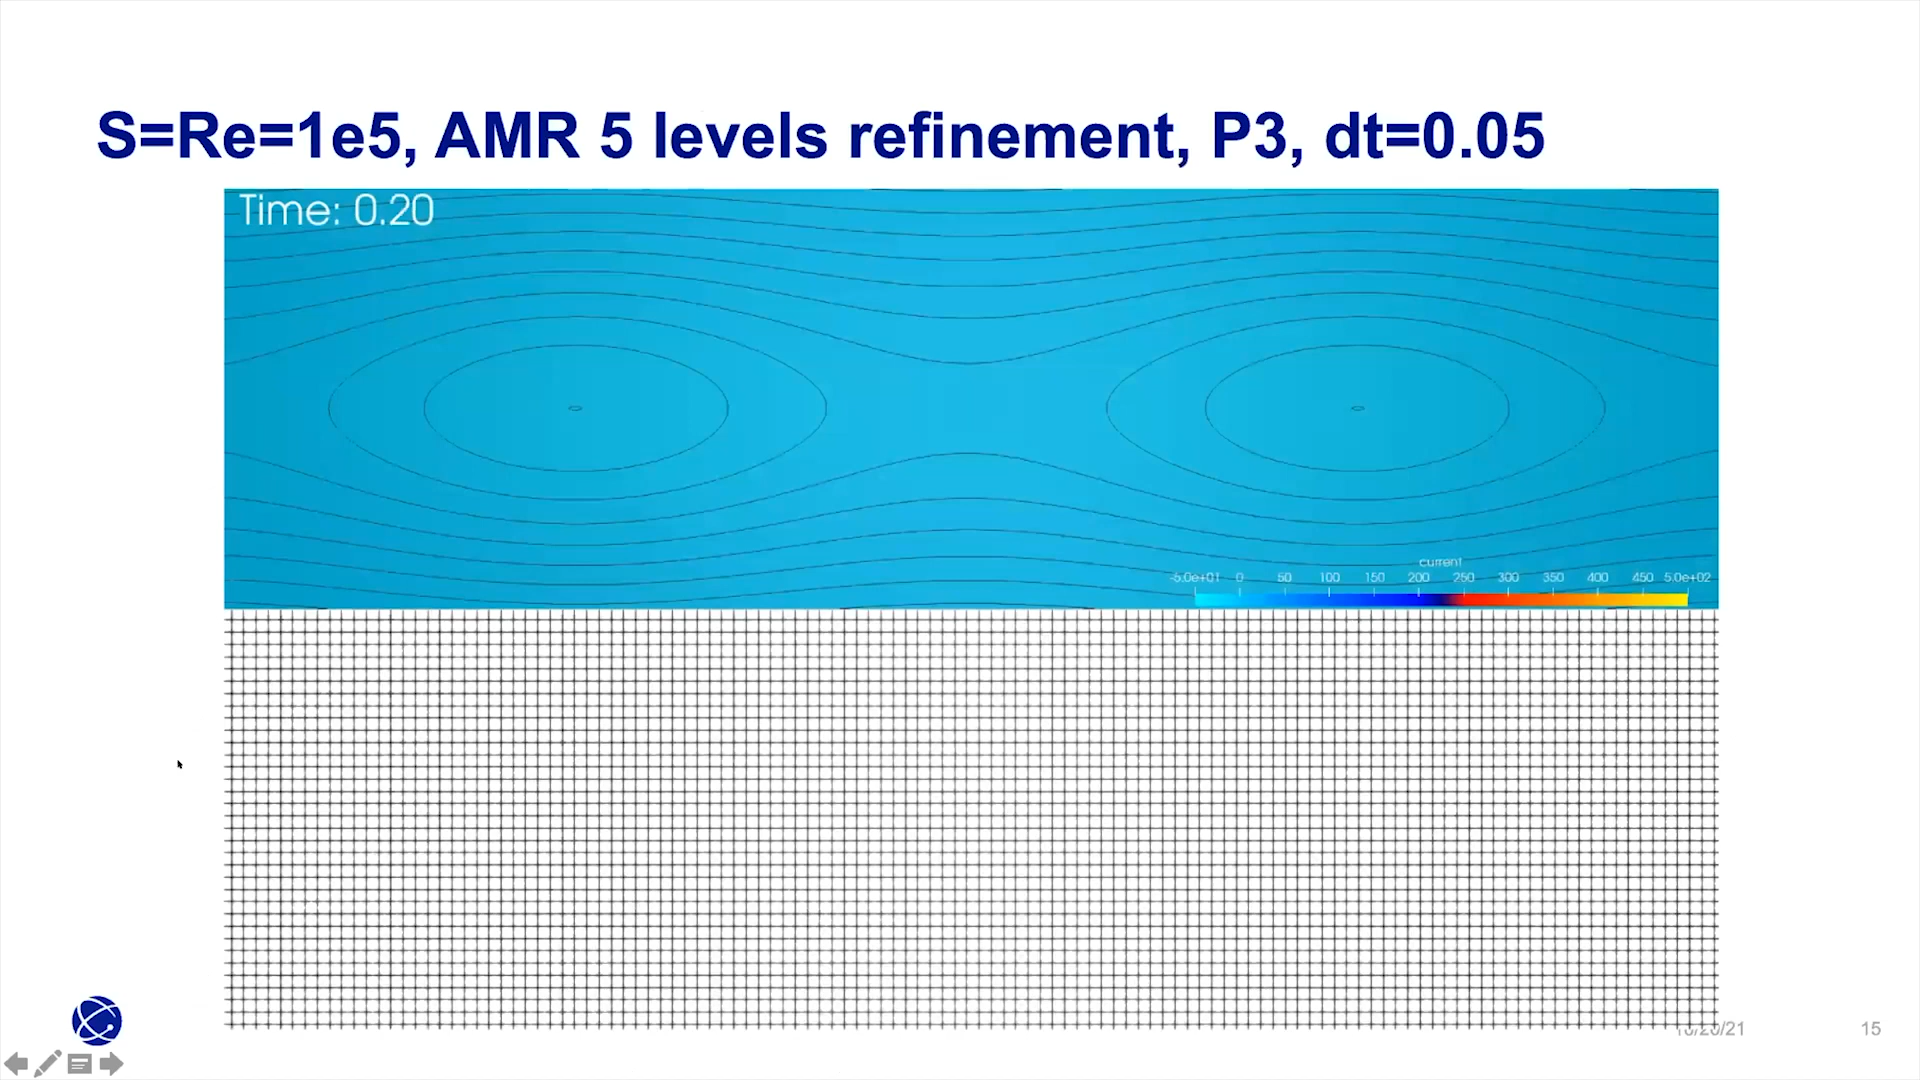 S=Re=1e5, AMR 5 levels refinement, P3, dt=0.05
Time: 0.20
current
-5.0e+01 0 50 100 150 200 250 300 350 400 450 5.0e+02
15